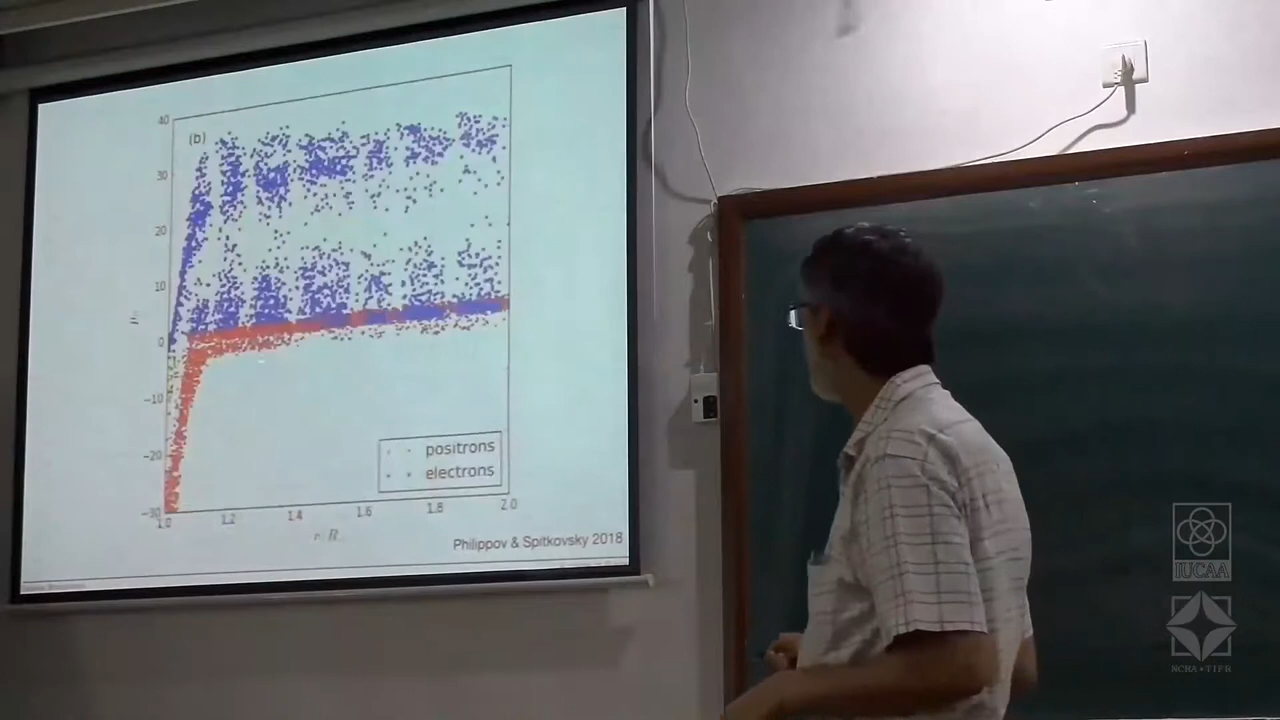 (b)
40
30
20
10
0
−10
−20
−30
1.0 1.2 1.4 1.6 1.8 2.0
positrons
electrons
Philippov & Spitkovsky 2018
IUCAA
NCRA•TIFR